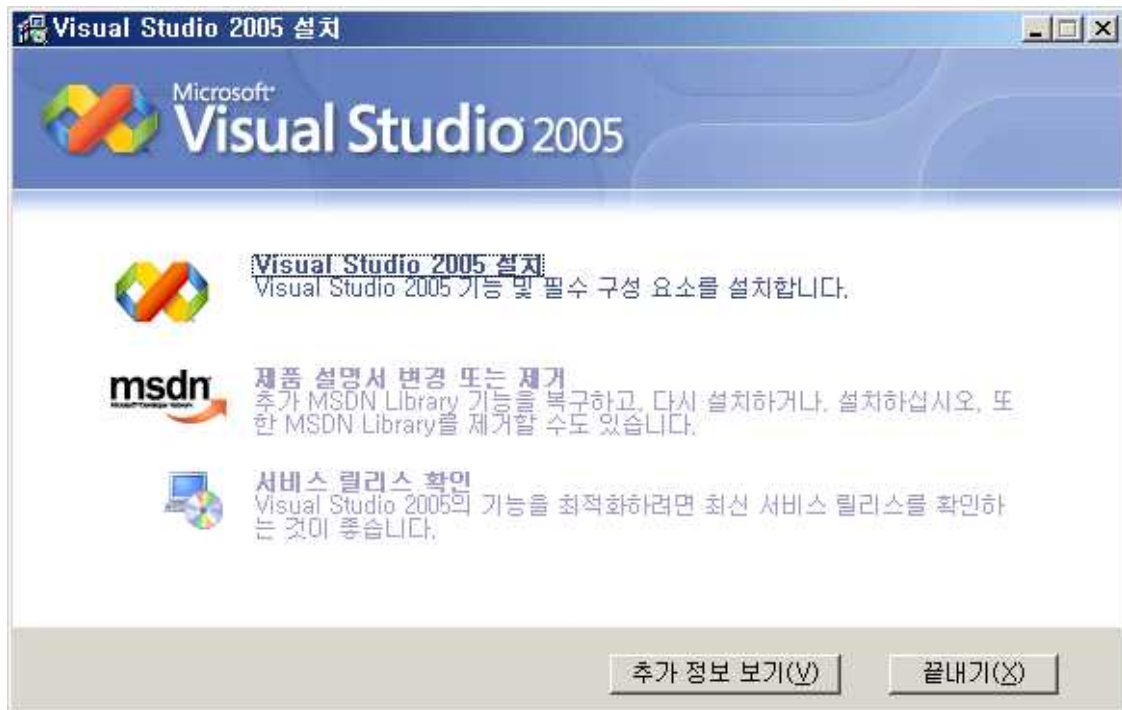 Visual Studio 2005 설치
Microsoft
Visual Studio 2005
Visual Studio 2005 설치
Visual Studio 2005 기능 및 필수 구성 요소를 설치합니다.
msdn
제품 설명서 변경 또는 제거
추가 MSDN Library 기능을 복구하고, 다시 설치하거나, 설치하십시오. 또
한 MSDN Library를 제거할 수도 있습니다.
서비스 릴리스 확인
Visual Studio 2005의 기능을 최적화하려면 최신 서비스 릴리스를 확인하
는 것이 좋습니다.
추가 정보 보기(V) 끝내기(X)